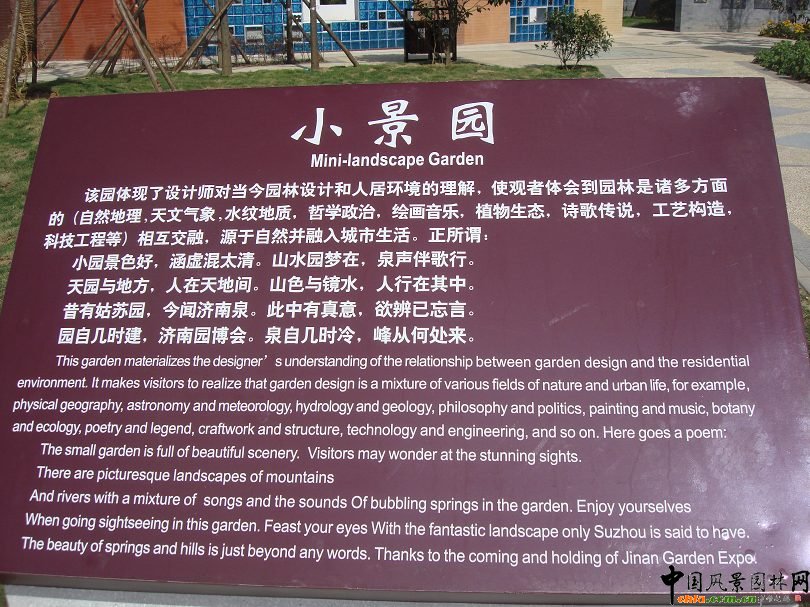 小景园
Mini-landscape Garden
该园体现了设计师对当今园林设计和人居环境的理解，使观者体会到园林是诸多方面
的（自然地理，天文气象，水纹地质，哲学政治，绘画音乐，植物生态，诗歌传说，工艺构造，
科技工程等）相互交融，源于自然并融入城市生活。正所谓：
小园景色好，涵虚混太清。山水园梦在，泉声伴歌行。
天园与地方，人在天地间。山色与镜水，人行在其中。
昔有姑苏园，今闻济南泉。此中有真意，欲辨已忘言。
园自几时建，济南园博会。泉自几时冷，峰从何处来。
This garden materializes the designer’s understanding of the relationship between garden design and the residential
environment. It makes visitors to realize that garden design is a mixture of various fields of nature and urban life, for example,
physical geography, astronomy and meteorology, hydrology and geology, philosophy and politics, painting and music, botany
and ecology, poetry and legend, craftwork and structure, technology and engineering, and so on. Here goes a poem:
The small garden is full of beautiful scenery. Visitors may wonder at the stunning sights.
There are picturesque landscapes of mountains
And rivers with a mixture of songs and the sounds Of bubbling springs in the garden. Enjoy yourselves
When going sightseeing in this garden. Feast your eyes With the fantastic landscape only Suzhou is said to have.
The beauty of springs and hills is just beyond any words. Thanks to the coming and holding of Jinan Garden Expo.
中国风景园林网